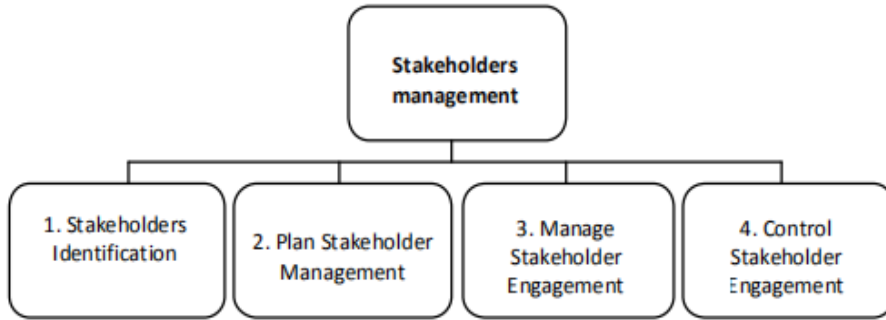 Stakeholders
management
1. Stakeholders
Identification
2. Plan Stakeholder
Management
3. Manage
Stakeholder
Engagement
4. Control
Stakeholder
Engagement